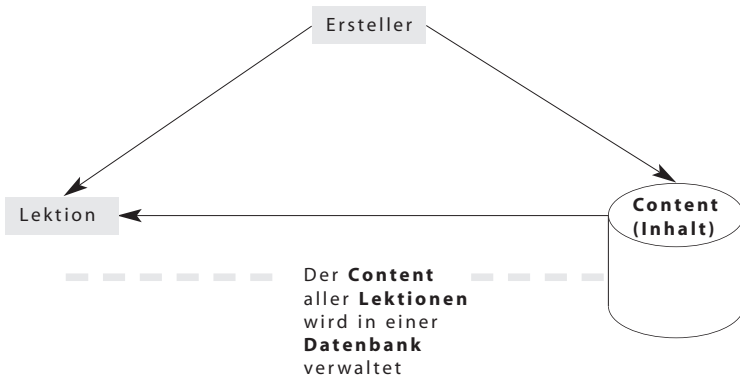 Ersteller
Lektion
Content
(Inhalt)
Der Content
aller Lektionen
wird in einer
Datenbank
verwaltet